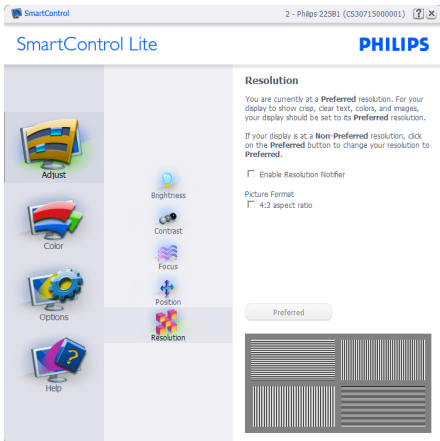 SmartControl
2 - Philips 225B1 (CS30715000001)
? ×
SmartControl Lite
PHILIPS
Adjust
Color
Options
Help
Brightness
Contrast
Focus
Position
Resolution
Resolution
You are currently at a Preferred resolution. For your
display to show crisp, clear text, colors, and images,
your display should be set to its Preferred resolution.
If your display is at a Non-Preferred resolution, click
on the Preferred button to change your resolution to
Preferred.
Enable Resolution Notifier
Picture Format
4:3 aspect ratio
Preferred